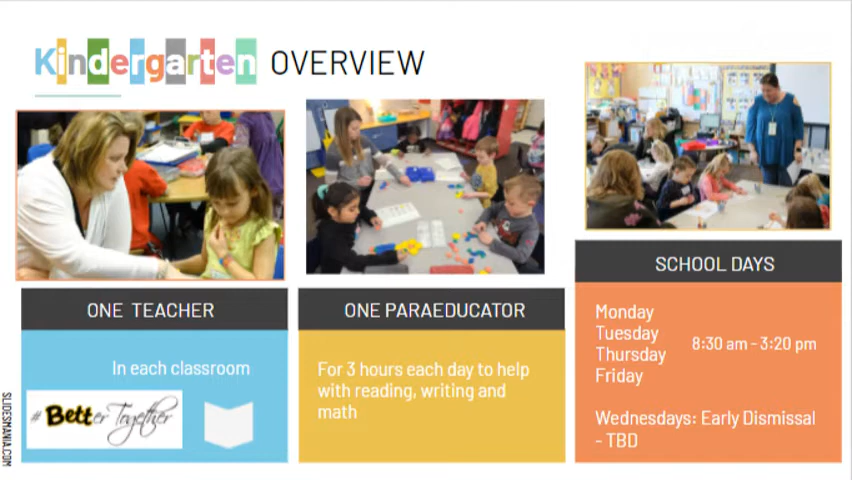 Kindergarten OVERVIEW
ONE TEACHER
In each classroom
# BETTer Together
ONE PARAEDUCATOR
For 3 hours each day to help
with reading, writing and
math
SCHOOL DAYS
Monday
Tuesday
Thursday
Friday
8:30 am - 3:20 pm
Wednesdays: Early Dismissal
- TBD
SLIDESMANIA.COM